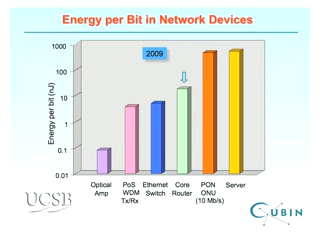 Energy per Bit in Network Devices
2009
1000
100
10
1
0.1
0.01
Energy per bit (nJ)
Optical Amp
PoS WDM Tx/Rx
Ethernet Switch
Core Router
PON ONU (10 Mb/s)
Server
UCSB
CUBIN